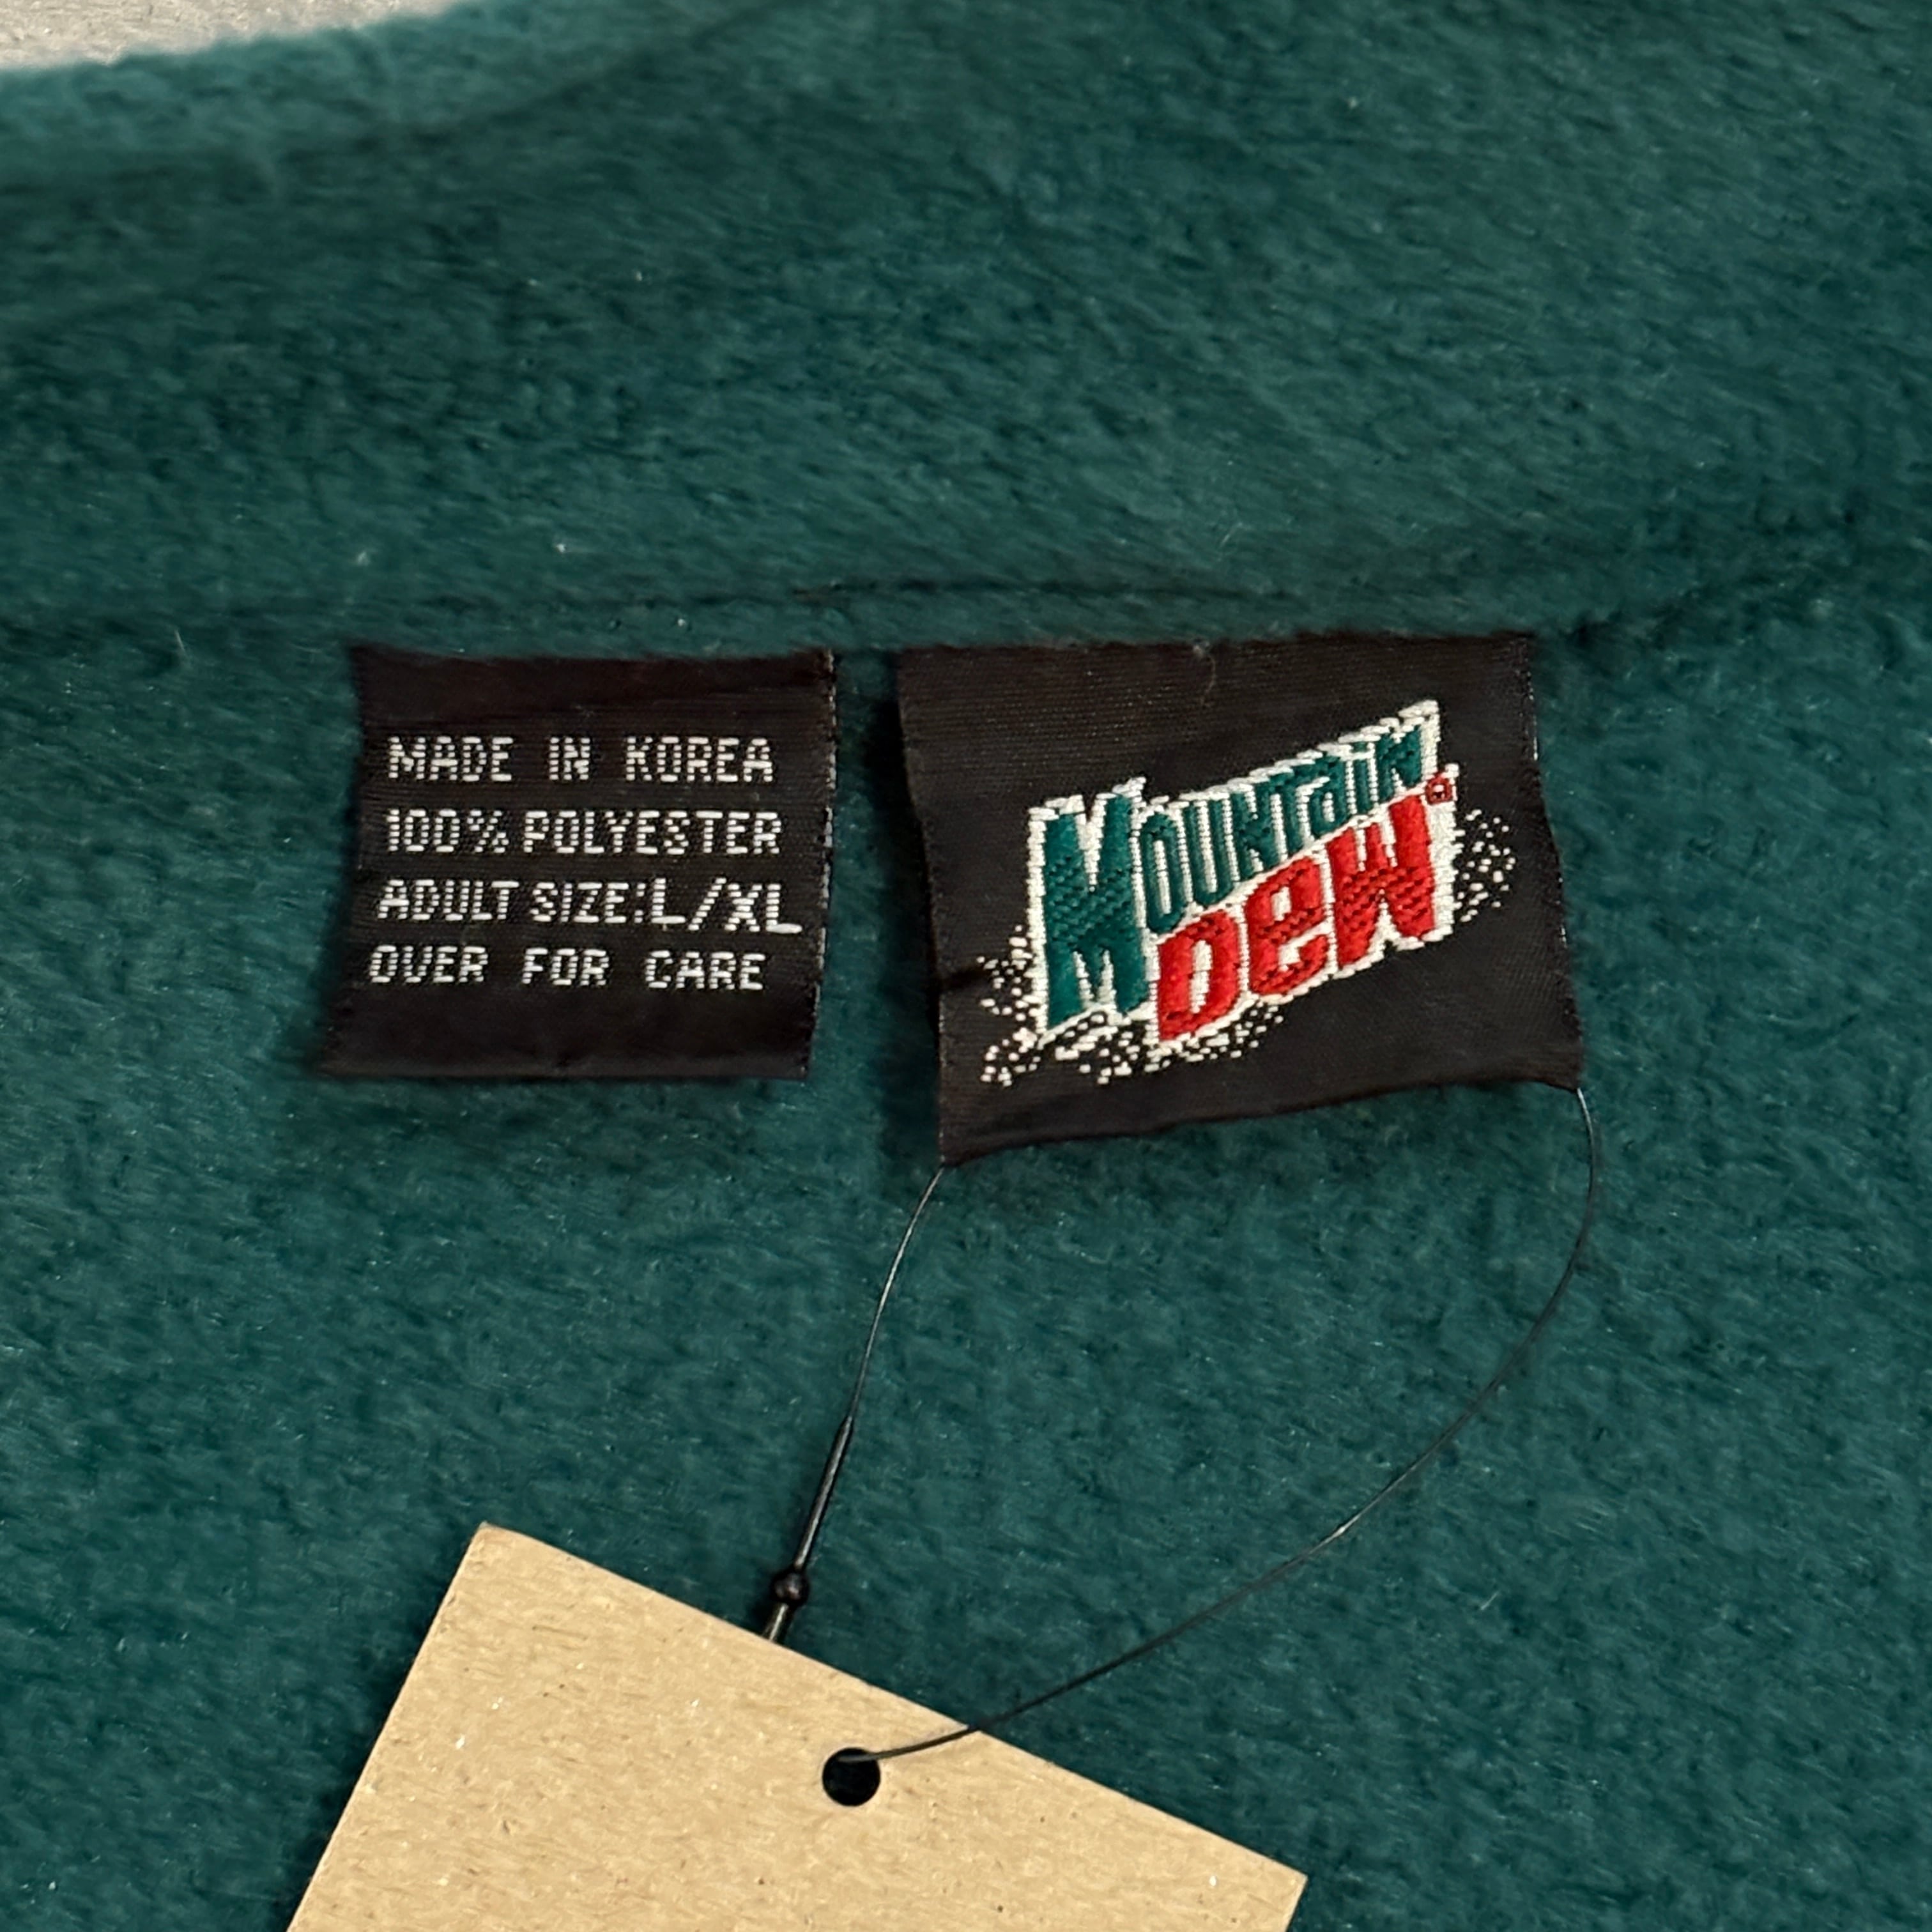 MADE IN KOREA
100% POLYESTER
ADULT SIZE: L/XL
OVER FOR CARE
MOUNTaiN
DeW